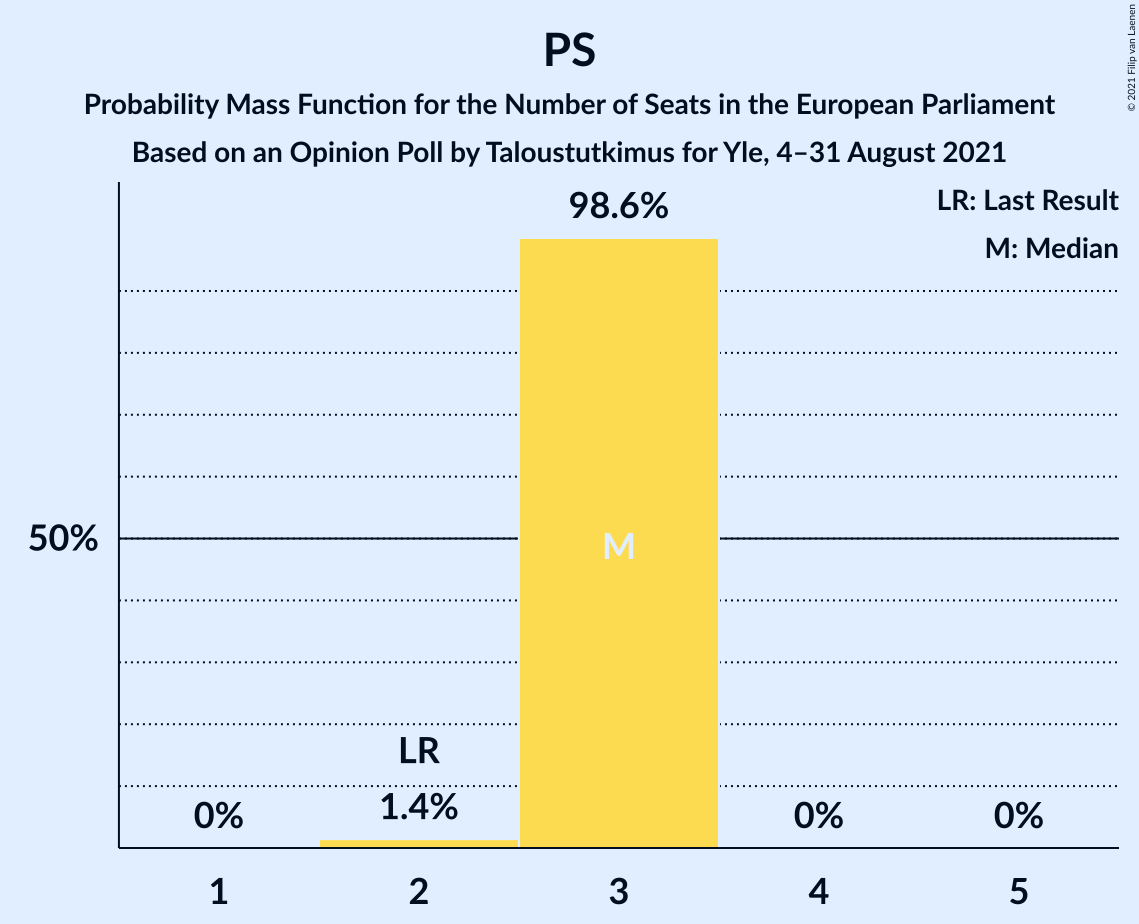 PS
Probability Mass Function for the Number of Seats in the European Parliament
Based on an Opinion Poll by Taloustutkimus for Yle, 4–31 August 2021
© 2021 Filip van Laenen
LR: Last Result
M: Median
98.6%
50%
M
LR
0%
1.4%
0%
0%
1
2
3
4
5